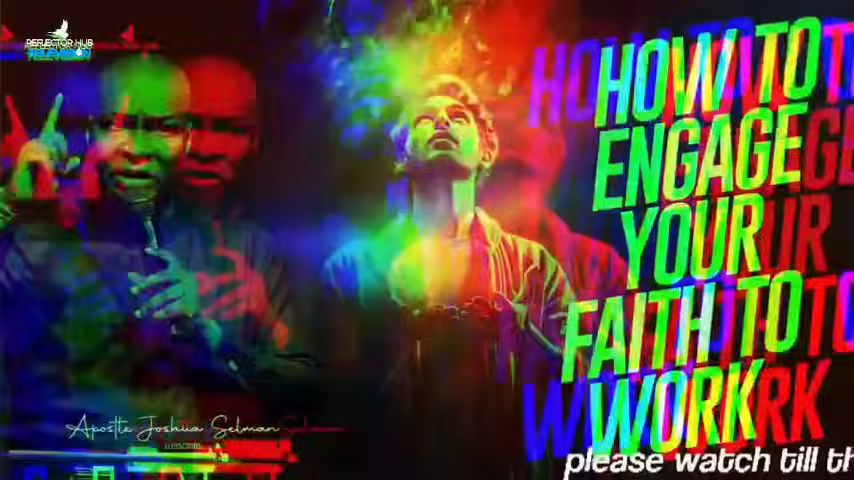 REFLECTOR HUB
TELEVISION
HOW TO
ENGAGE
YOUR
FAITH TO
WORK
Apostle Joshua Selman
please watch till th